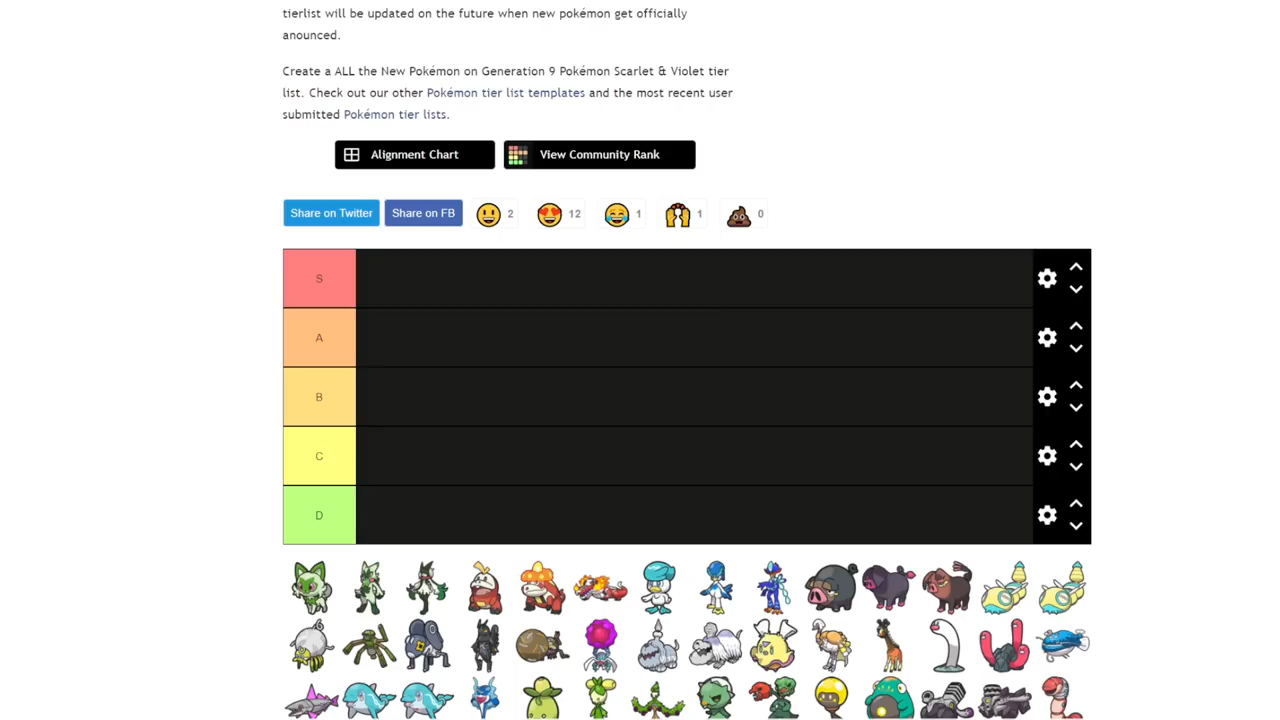 tierlist will be updated on the future when new pokémon get officially
anounced.
Create a ALL the New Pokémon on Generation 9 Pokémon Scarlet & Violet tier
list. Check out our other Pokémon tier list templates and the most recent user
submitted Pokémon tier lists.
Alignment Chart View Community Rank
Share on Twitter Share on FB 2 12 1 1 0
S
A
B
C
D